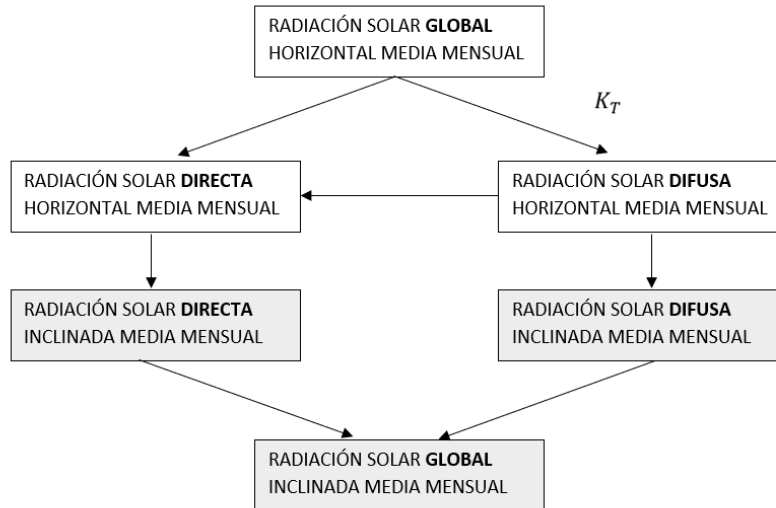 RADIACIÓN SOLAR GLOBAL
HORIZONTAL MEDIA MENSUAL
K_T
RADIACIÓN SOLAR DIRECTA
HORIZONTAL MEDIA MENSUAL
RADIACIÓN SOLAR DIFUSA
HORIZONTAL MEDIA MENSUAL
RADIACIÓN SOLAR DIRECTA
INCLINADA MEDIA MENSUAL
RADIACIÓN SOLAR DIFUSA
INCLINADA MEDIA MENSUAL
RADIACIÓN SOLAR GLOBAL
INCLINADA MEDIA MENSUAL